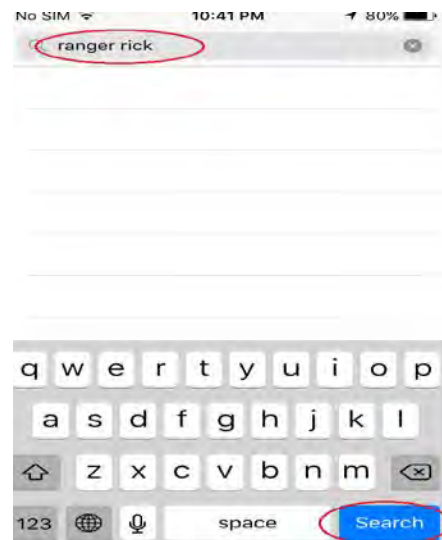 No SIM 10:41 PM 80%
ranger rick
q w e r t y u i o p
a s d f g h j k l
z x c v b n m
123 space Search